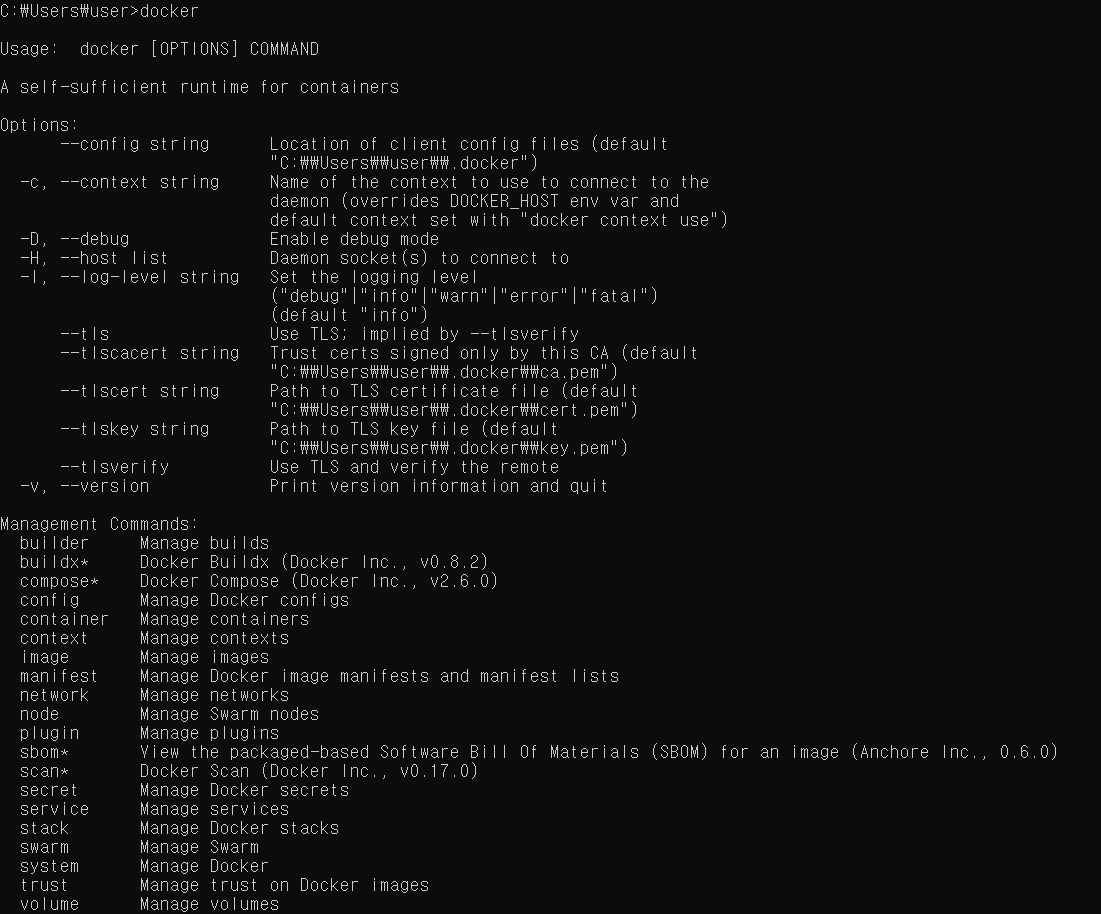 C:₩Users₩user>docker
Usage:  docker [OPTIONS] COMMAND
A self-sufficient runtime for containers
Options:
      --config string      Location of client config files (default
                           "C:₩₩Users₩₩user₩₩.docker")
  -c, --context string     Name of the context to use to connect to the
                           daemon (overrides DOCKER_HOST env var and
                           default context set with "docker context use")
  -D, --debug              Enable debug mode
  -H, --host list          Daemon socket(s) to connect to
  -l, --log-level string   Set the logging level
                           ("debug"|"info"|"warn"|"error"|"fatal")
                           (default "info")
      --tls                Use TLS; implied by --tlsverify
      --tlscacert string   Trust certs signed only by this CA (default
                           "C:₩₩Users₩₩user₩₩.docker₩₩ca.pem")
      --tlscert string     Path to TLS certificate file (default
                           "C:₩₩Users₩₩user₩₩.docker₩₩cert.pem")
      --tlskey string      Path to TLS key file (default
                           "C:₩₩Users₩₩user₩₩.docker₩₩key.pem")
      --tlsverify          Use TLS and verify the remote
  -v, --version            Print version information and quit
Management Commands:
  builder     Manage builds
  buildx*     Docker Buildx (Docker Inc., v0.8.2)
  compose*    Docker Compose (Docker Inc., v2.6.0)
  config      Manage Docker configs
  container   Manage containers
  context     Manage contexts
  image       Manage images
  manifest    Manage Docker image manifests and manifest lists
  network     Manage networks
  node        Manage Swarm nodes
  plugin      Manage plugins
  sbom*       View the packaged-based Software Bill Of Materials (SBOM) for an image (Anchore Inc., 0.6.0)
  scan*       Docker Scan (Docker Inc., v0.17.0)
  secret      Manage Docker secrets
  service     Manage services
  stack       Manage Docker stacks
  swarm       Manage Swarm
  system      Manage Docker
  trust       Manage trust on Docker images
  volume      Manage volumes